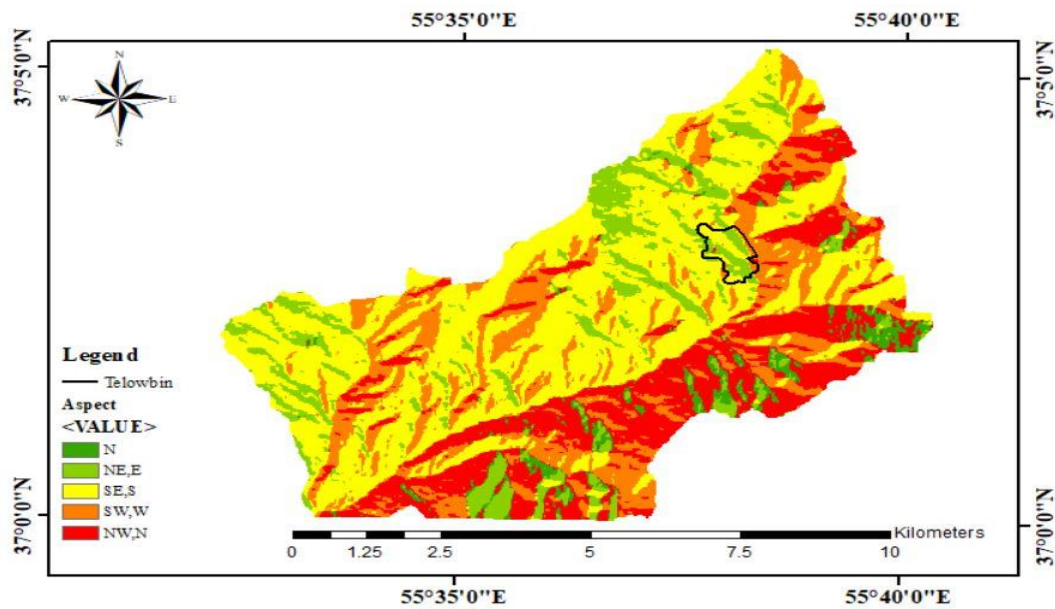 55°35'0"E 55°40'0"E
37°5'0"N 37°5'0"N
N
W E
S
Legend
Telowbin
Aspect
<VALUE>
N
NE,E
SE,S
SW,W
NW,N
37°0'0"N 37°0'0"N
Kilometers
0 1.25 2.5 5 7.5 10
55°35'0"E 55°40'0"E